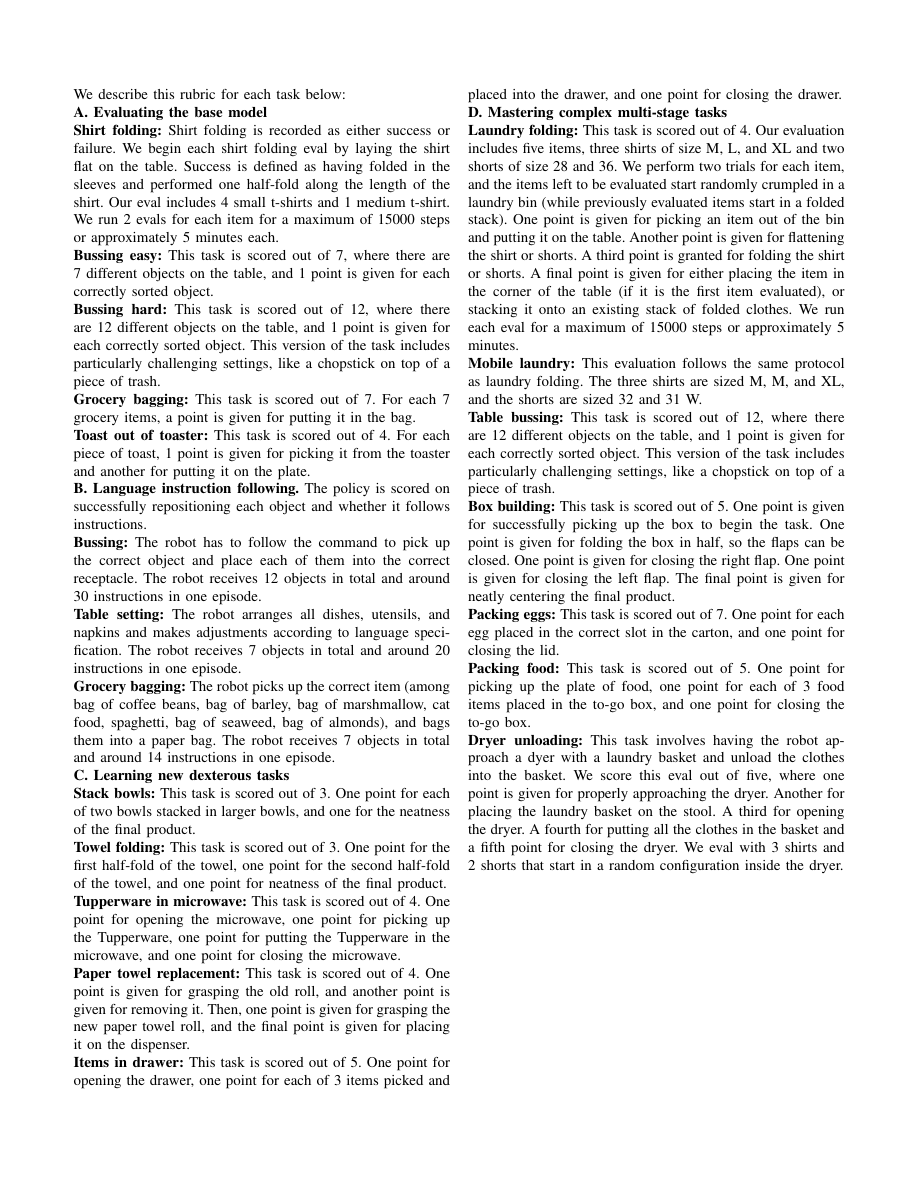 We describe this rubric for each task below:
A. Evaluating the base model
Shirt folding: Shirt folding is recorded as either success or
failure. We begin each shirt folding eval by laying the shirt
flat on the table. Success is defined as having folded in the
sleeves and performed one half-fold along the length of the
shirt. Our eval includes 4 small t-shirts and 1 medium t-shirt.
We run 2 evals for each item for a maximum of 15000 steps
or approximately 5 minutes each.
Bussing easy: This task is scored out of 7, where there are
7 different objects on the table, and 1 point is given for each
correctly sorted object.
Bussing hard: This task is scored out of 12, where there
are 12 different objects on the table, and 1 point is given for
each correctly sorted object. This version of the task includes
particularly challenging settings, like a chopstick on top of a
piece of trash.
Grocery bagging: This task is scored out of 7. For each 7
grocery items, a point is given for putting it in the bag.
Toast out of toaster: This task is scored out of 4. For each
piece of toast, 1 point is given for picking it from the toaster
and another for putting it on the plate.
B. Language instruction following. The policy is scored on
successfully repositioning each object and whether it follows
instructions.
Bussing: The robot has to follow the command to pick up
the correct object and place each of them into the correct
receptacle. The robot receives 12 objects in total and around
30 instructions in one episode.
Table setting: The robot arranges all dishes, utensils, and
napkins and makes adjustments according to language speci-
fication. The robot receives 7 objects in total and around 20
instructions in one episode.
Grocery bagging: The robot picks up the correct item (among
bag of coffee beans, bag of barley, bag of marshmallow, cat
food, spaghetti, bag of seaweed, bag of almonds), and bags
them into a paper bag. The robot receives 7 objects in total
and around 14 instructions in one episode.
C. Learning new dexterous tasks
Stack bowls: This task is scored out of 3. One point for each
of two bowls stacked in larger bowls, and one for the neatness
of the final product.
Towel folding: This task is scored out of 3. One point for the
first half-fold of the towel, one point for the second half-fold
of the towel, and one point for neatness of the final product.
Tupperware in microwave: This task is scored out of 4. One
point for opening the microwave, one point for picking up
the Tupperware, one point for putting the Tupperware in the
microwave, and one point for closing the microwave.
Paper towel replacement: This task is scored out of 4. One
point is given for grasping the old roll, and another point is
given for removing it. Then, one point is given for grasping the
new paper towel roll, and the final point is given for placing
it on the dispenser.
Items in drawer: This task is scored out of 5. One point for
opening the drawer, one point for each of 3 items picked and
placed into the drawer, and one point for closing the drawer.
D. Mastering complex multi-stage tasks
Laundry folding: This task is scored out of 4. Our evaluation
includes five items, three shirts of size M, L, and XL and two
shorts of size 28 and 36. We perform two trials for each item,
and the items left to be evaluated start randomly crumpled in a
laundry bin (while previously evaluated items start in a folded
stack). One point is given for picking an item out of the bin
and putting it on the table. Another point is given for flattening
the shirt or shorts. A third point is granted for folding the shirt
or shorts. A final point is given for either placing the item in
the corner of the table (if it is the first item evaluated), or
stacking it onto an existing stack of folded clothes. We run
each eval for a maximum of 15000 steps or approximately 5
minutes.
Mobile laundry: This evaluation follows the same protocol
as laundry folding. The three shirts are sized M, M, and XL,
and the shorts are sized 32 and 31 W.
Table bussing: This task is scored out of 12, where there
are 12 different objects on the table, and 1 point is given for
each correctly sorted object. This version of the task includes
particularly challenging settings, like a chopstick on top of a
piece of trash.
Box building: This task is scored out of 5. One point is given
for successfully picking up the box to begin the task. One
point is given for folding the box in half, so the flaps can be
closed. One point is given for closing the right flap. One point
is given for closing the left flap. The final point is given for
neatly centering the final product.
Packing eggs: This task is scored out of 7. One point for each
egg placed in the correct slot in the carton, and one point for
closing the lid.
Packing food: This task is scored out of 5. One point for
picking up the plate of food, one point for each of 3 food
items placed in the to-go box, and one point for closing the
to-go box.
Dryer unloading: This task involves having the robot ap-
proach a dyer with a laundry basket and unload the clothes
into the basket. We score this eval out of five, where one
point is given for properly approaching the dryer. Another for
placing the laundry basket on the stool. A third for opening
the dryer. A fourth for putting all the clothes in the basket and
a fifth point for closing the dryer. We eval with 3 shirts and
2 shorts that start in a random configuration inside the dryer.